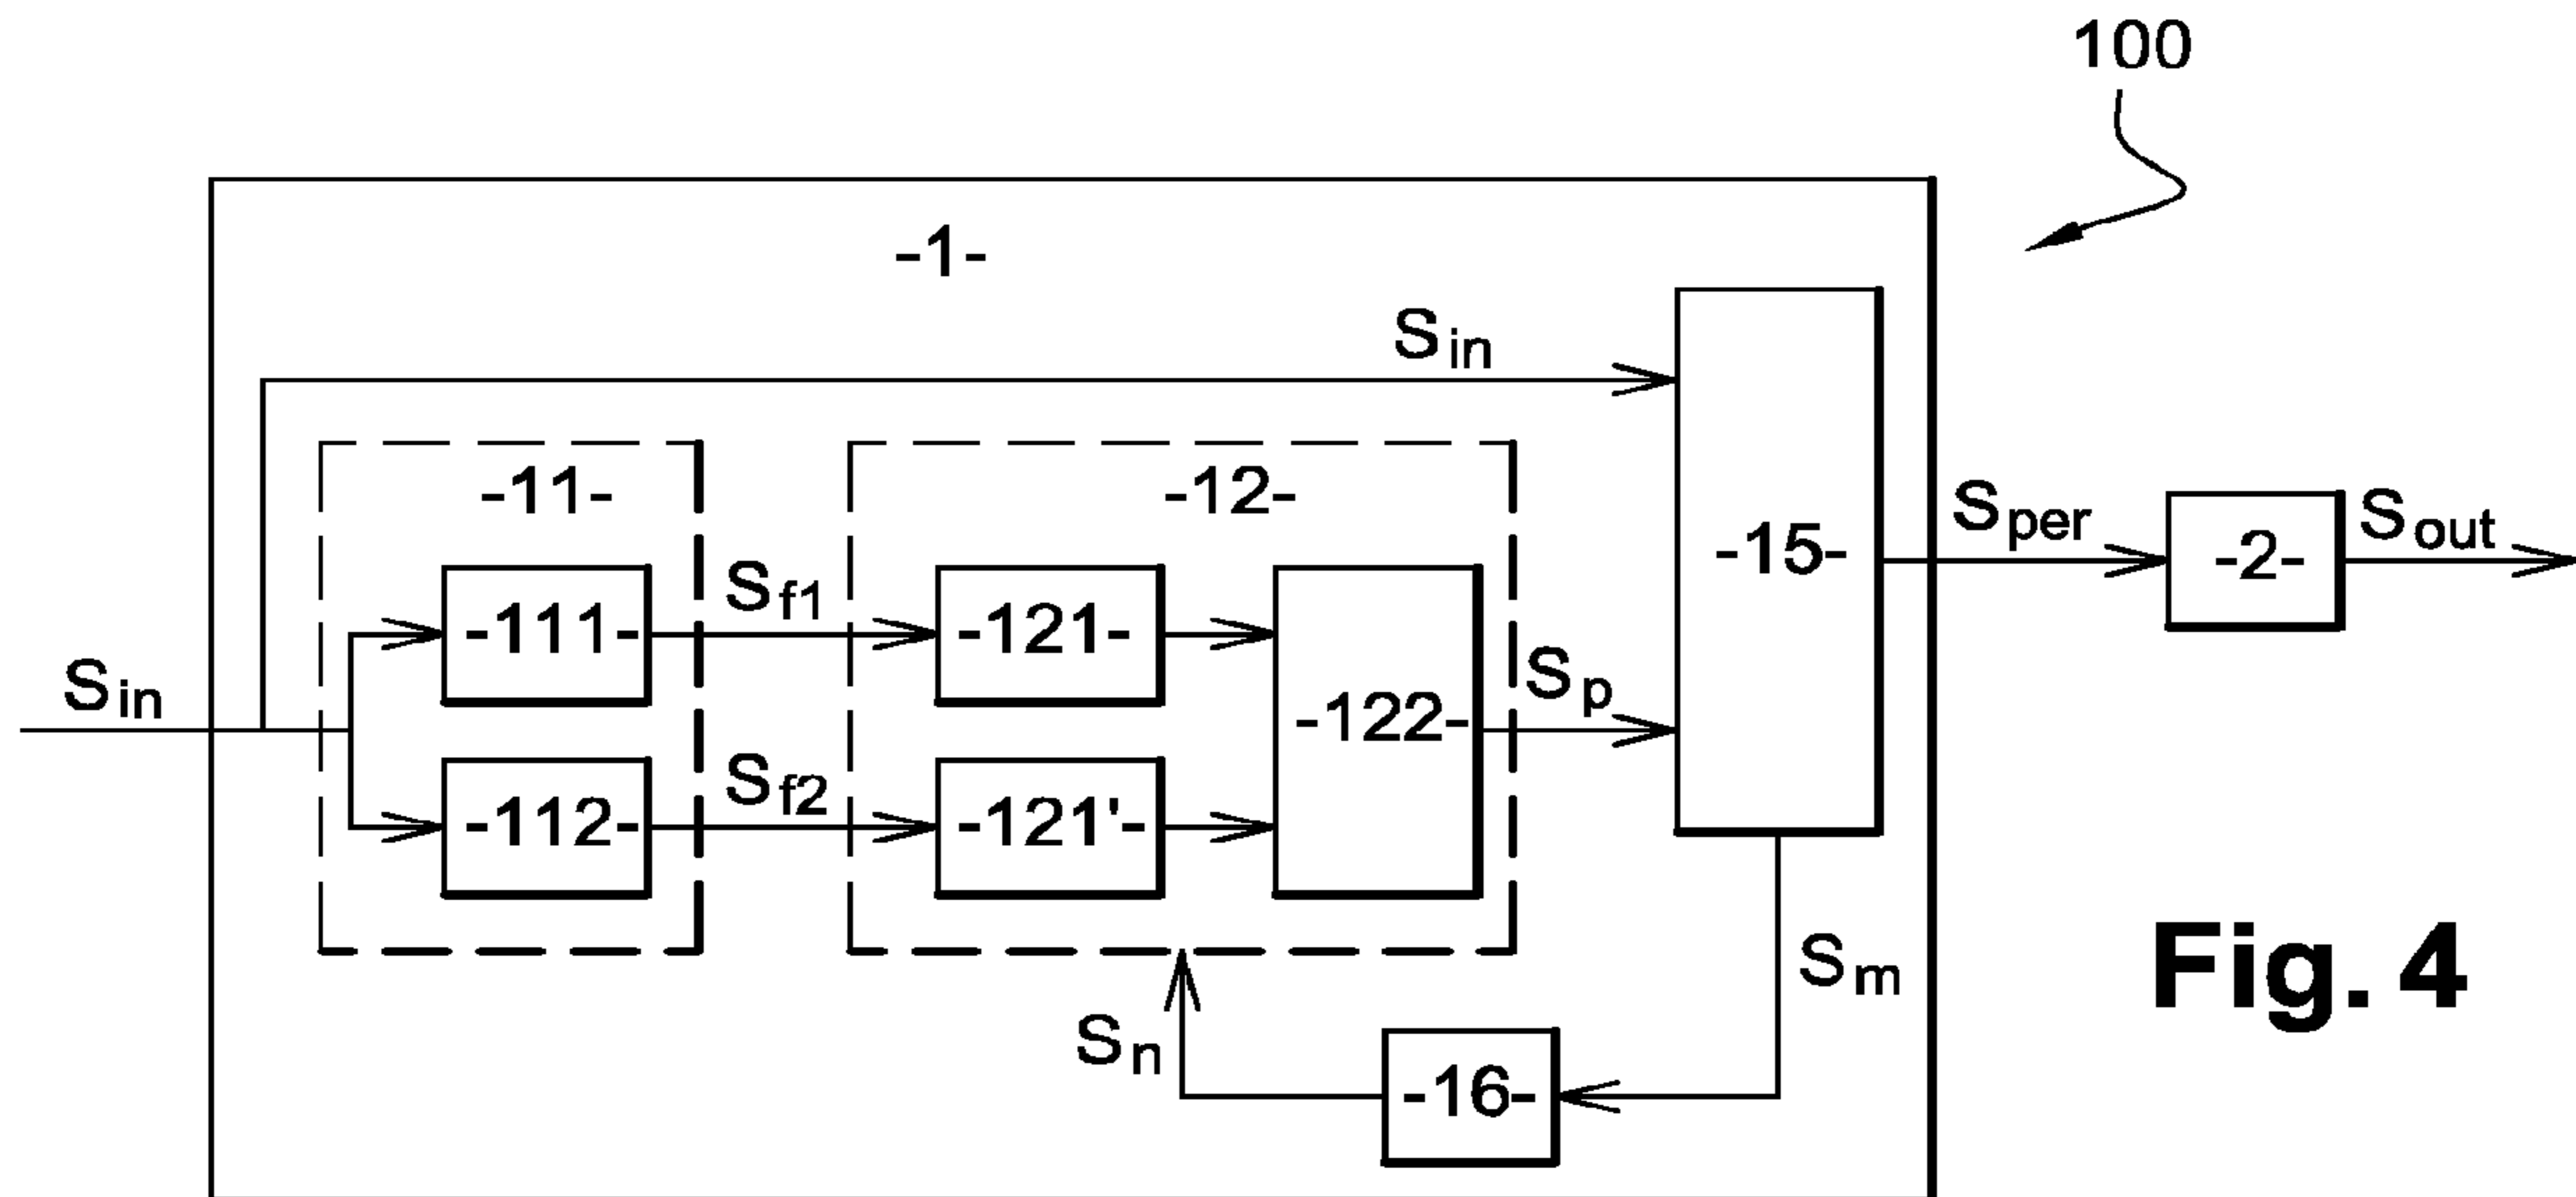 100
-1-
Sin
-11-
-12-
Sper
Sout
-15-
-2-
Sf1
-111-
-121-
Sin
Sp
-122-
Sf2
-112-
-121'-
Sm
Fig. 4
Sn
-16-